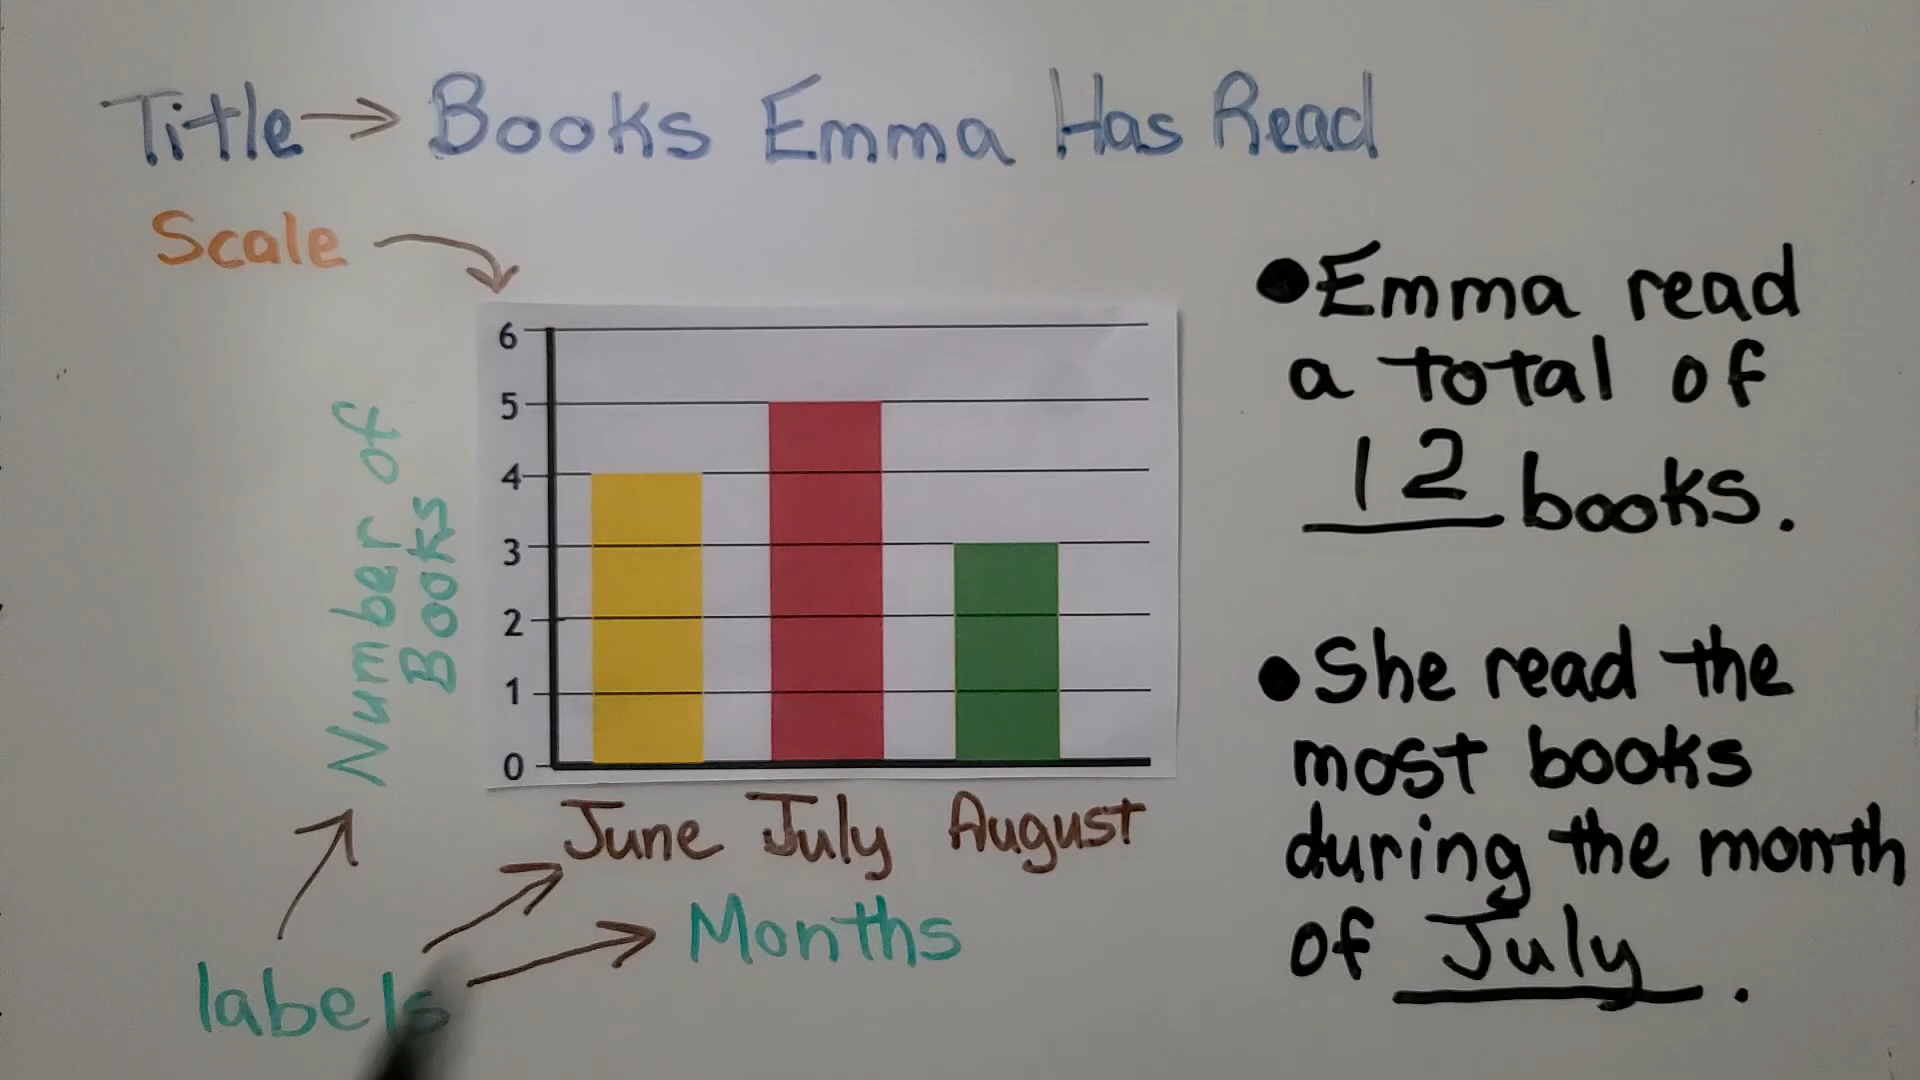 Title → Books Emma Has Read
Scale
6
5
4
3
2
1
0
Number of
Books
June July August
Months
labels
• Emma read
a total of
12 books.
• She read the
most books
during the month
of July.